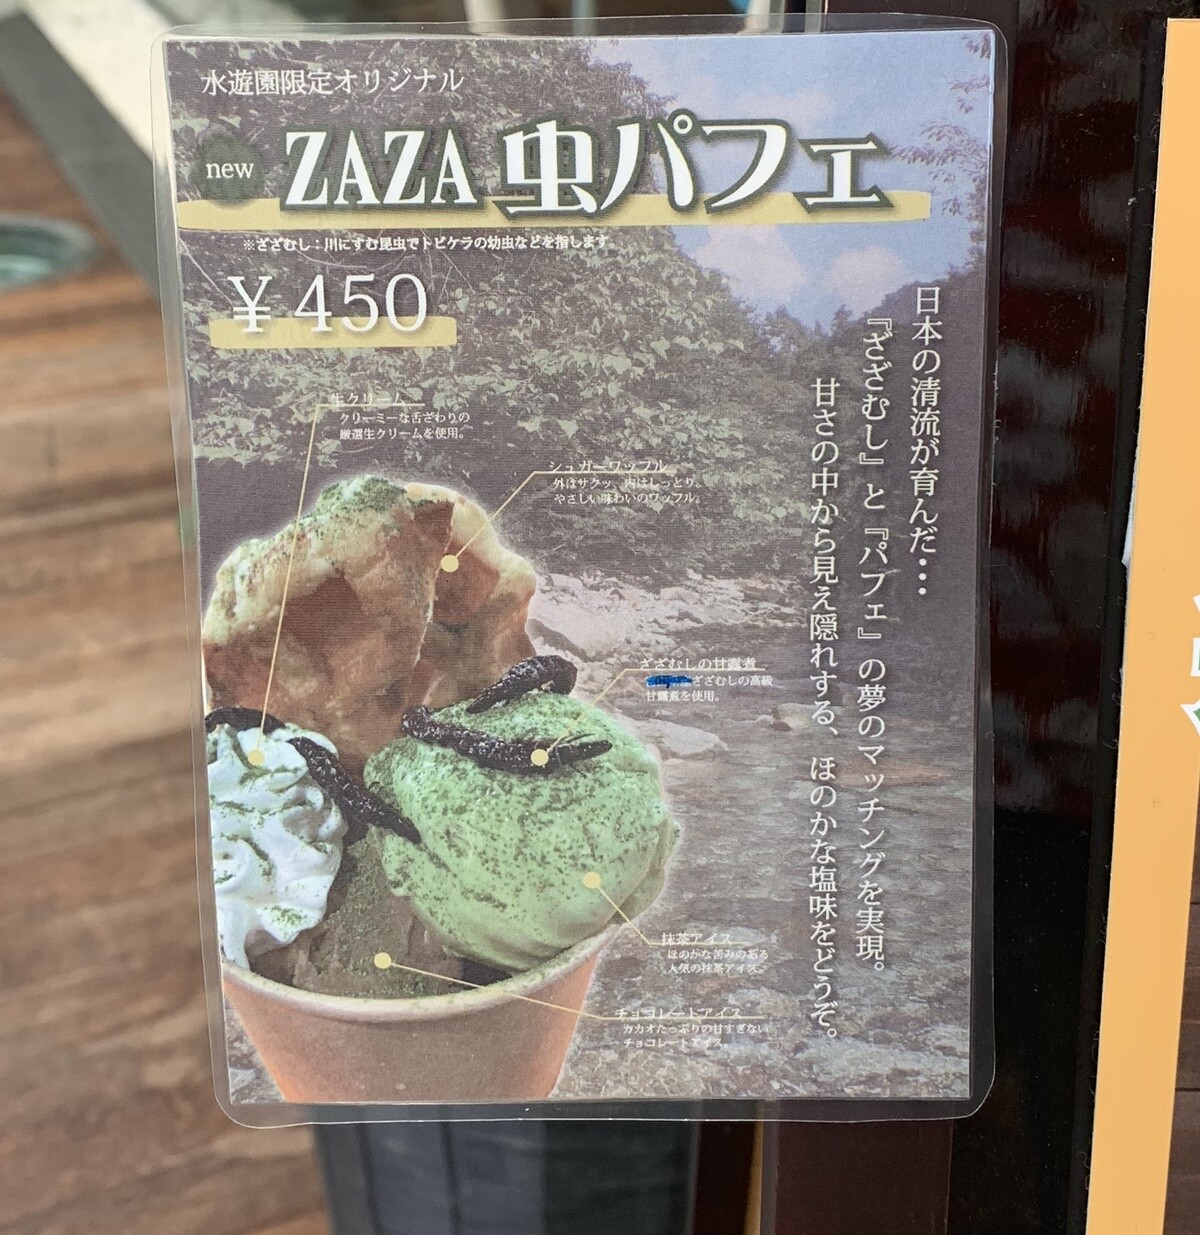 水遊園限定オリジナル
new
ZAZA 虫パフェ
※ざざむし：川にすむ昆虫でトビケラの幼虫などを指します
￥450
日本の清流が育んだ・・・
『ざざむし』と『パフェ』の夢のマッチングを実現。
甘さの中から見え隠れする、ほのかな塩味をどうぞ。
生クリーム
クリーミーな舌ざわりの
厳選生クリームを使用。
シュガーワッフル
外はサクッ、内はしっとり。
やさしい味わいのワッフル。
ざざむしの甘露煮
ざざむしの高級
甘露煮を使用。
抹茶アイス
ほのかな苦みのある
人気の抹茶アイス。
チョコレートアイス
カカオたっぷりの甘すぎない
チョコレートアイス。